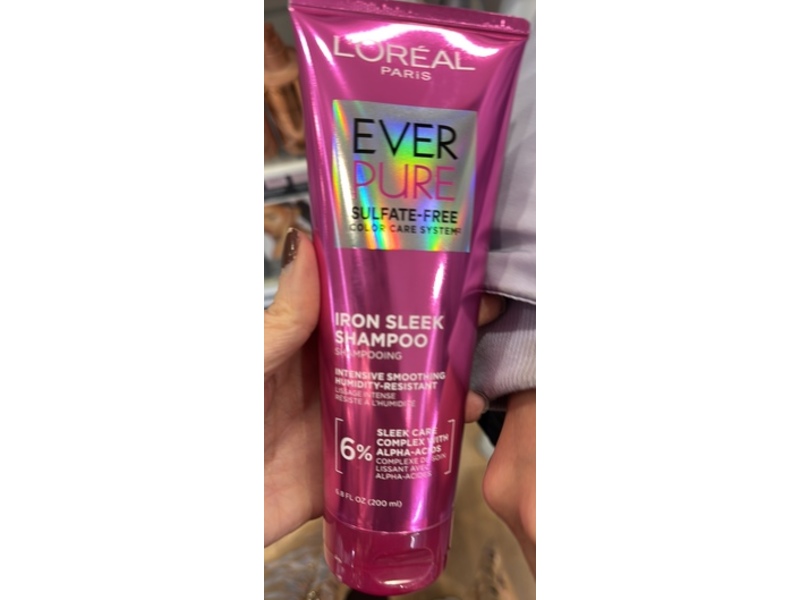 L'ORÉAL
PARIS
EVER
PURE
SULFATE-FREE
COLOR CARE SYSTEM
IRON SLEEK
SHAMPOO
SHAMPOOING
INTENSIVE SMOOTHING
HUMIDITY-RESISTANT
LISSAGE INTENSE
RÉSISTE À L'HUMIDITÉ
6%
SLEEK CARE
COMPLEX WITH
ALPHA-ACIDS
COMPLEXE DE SOIN
LISSANT AVEC
ALPHA-ACIDES
6.8 FL OZ (200 ml)